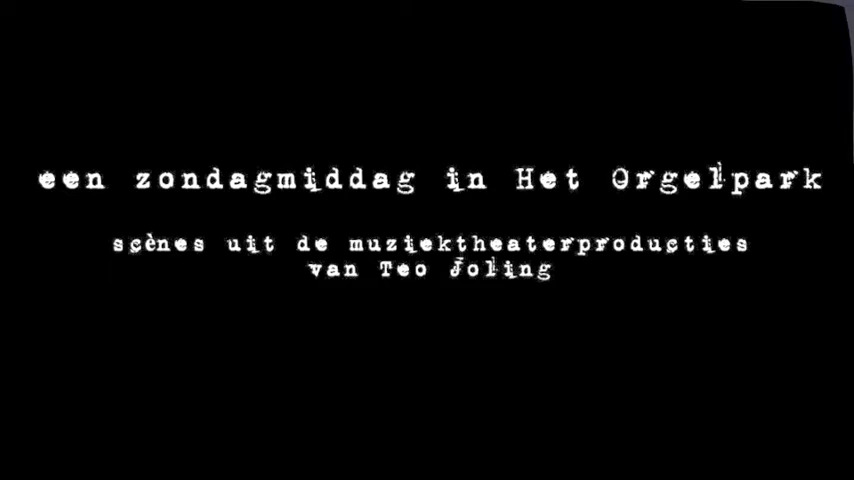 een zondagmiddag in Het Orgelpark
scènes uit de muziektheaterproducties
van Teo Joling